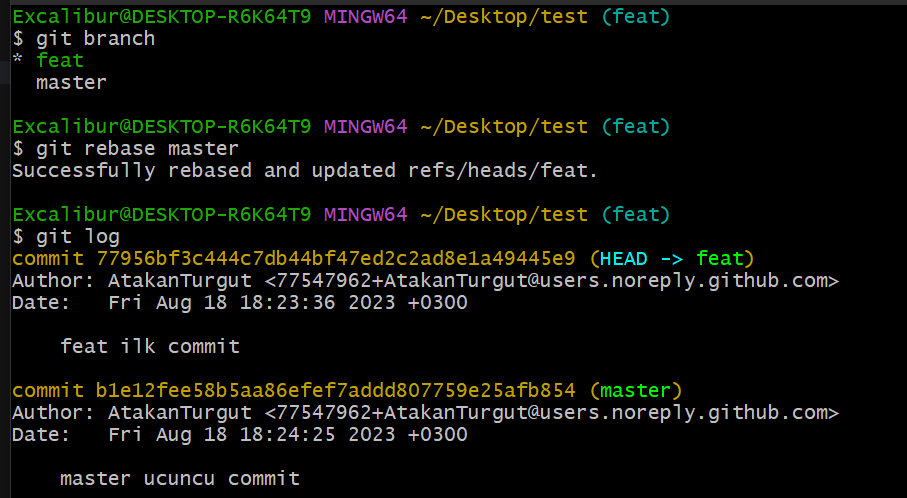 Excalibur@DESKTOP-R6K64T9 MINGW64 ~/Desktop/test (feat)
$ git branch
* feat
  master
Excalibur@DESKTOP-R6K64T9 MINGW64 ~/Desktop/test (feat)
$ git rebase master
Successfully rebased and updated refs/heads/feat.
Excalibur@DESKTOP-R6K64T9 MINGW64 ~/Desktop/test (feat)
$ git log
commit 77956bf3c444c7db44bf47ed2c2ad8e1a49445e9 (HEAD -> feat)
Author: AtakanTurgut <77547962+AtakanTurgut@users.noreply.github.com>
Date:   Fri Aug 18 18:23:36 2023 +0300
    feat ilk commit
commit b1e12fee58b5aa86efef7addd807759e25afb854 (master)
Author: AtakanTurgut <77547962+AtakanTurgut@users.noreply.github.com>
Date:   Fri Aug 18 18:24:25 2023 +0300
    master ucuncu commit